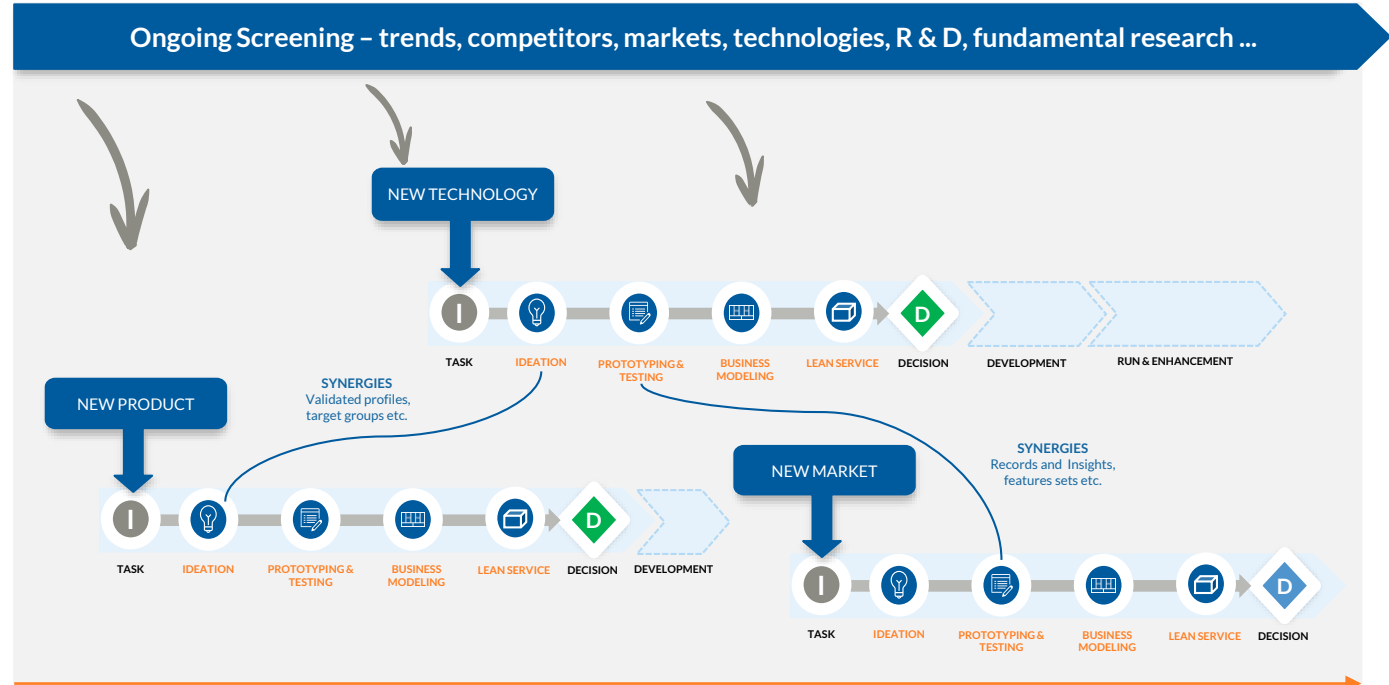 Ongoing Screening – trends, competitors, markets, technologies, R & D, fundamental research ...
NEW TECHNOLOGY
I
D
TASK
IDEATION
PROTOTYPING &
TESTING
BUSINESS
MODELING
LEAN SERVICE
DECISION
DEVELOPMENT
RUN & ENHANCEMENT
SYNERGIES
Validated profiles,
target groups etc.
NEW PRODUCT
I
D
TASK
IDEATION
PROTOTYPING &
TESTING
BUSINESS
MODELING
LEAN SERVICE
DECISION
DEVELOPMENT
SYNERGIES
Records and Insights,
features sets etc.
NEW MARKET
I
D
TASK
IDEATION
PROTOTYPING &
TESTING
BUSINESS
MODELING
LEAN SERVICE
DECISION